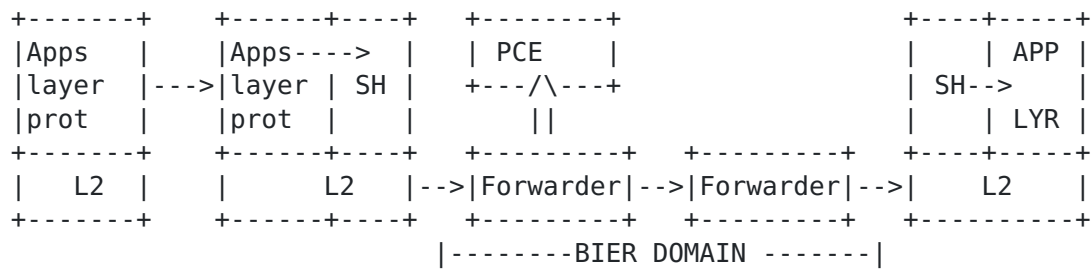 +-------+    +------+----+   +--------+                 +----+-----+
|Apps   |    |Apps---->  |   | PCE    |                 |    | APP |
|layer  |--->|layer | SH |   +---/\---+                 | SH-->    |
|prot   |    |prot  |    |      ||                     |    | LYR |
+-------+    +------+----+   +---------+   +---------+  +----+-----+
|   L2  |    |      L2   |-->|Forwarder|-->|Forwarder|->|    L2    |
+-------+    +------+----+   +---------+   +---------+  +----------+
|--------BIER DOMAIN -------|